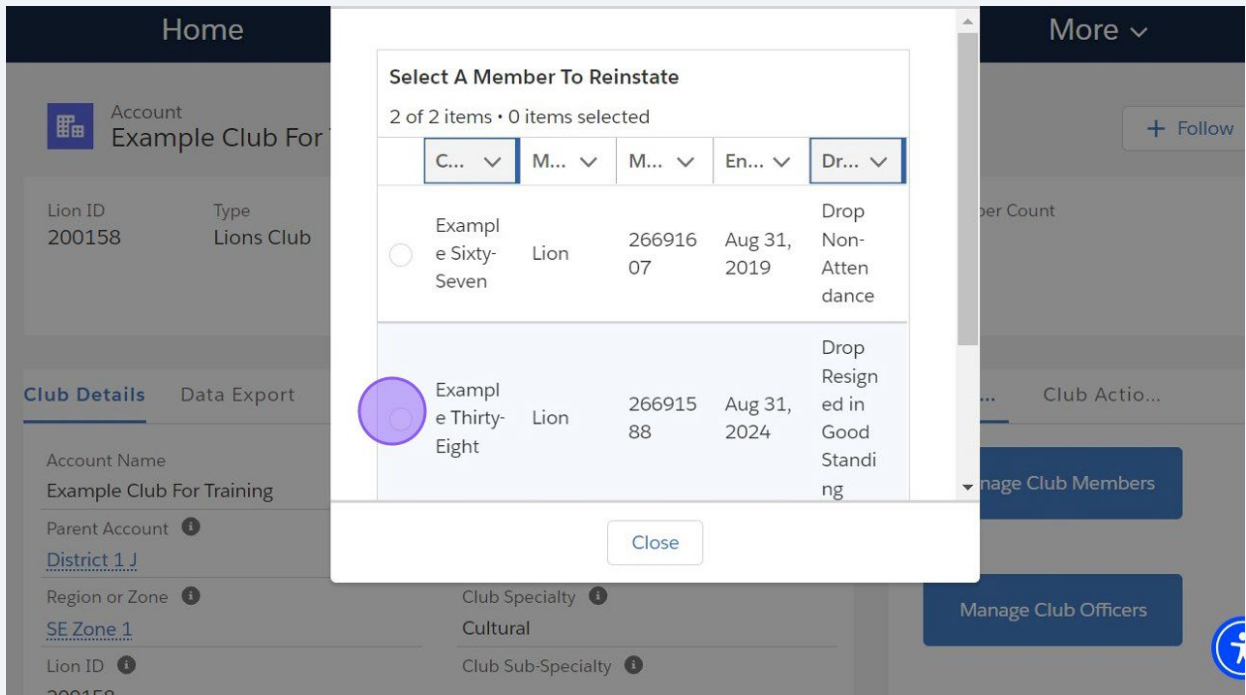 Home
More
Select A Member To Reinstate
2 of 2 items • 0 items selected
C...
M...
M...
En...
Dr...
Exampl
e Sixty-
Seven
Lion
266916
07
Aug 31,
2019
Drop
Non-
Atten
dance
Exampl
e Thirty-
Eight
Lion
266915
88
Aug 31,
2024
Drop
Resign
ed in
Good
Standi
ng
Close
Account
Example Club For
+ Follow
Lion ID
200158
Type
Lions Club
Count
Club Details
Data Export
...
Club Actio...
Account Name
Example Club For Training
Parent Account
District 1 J
Region or Zone
SE Zone 1
Lion ID
Club Specialty
Cultural
Club Sub-Specialty
Club Members
Manage Club Officers